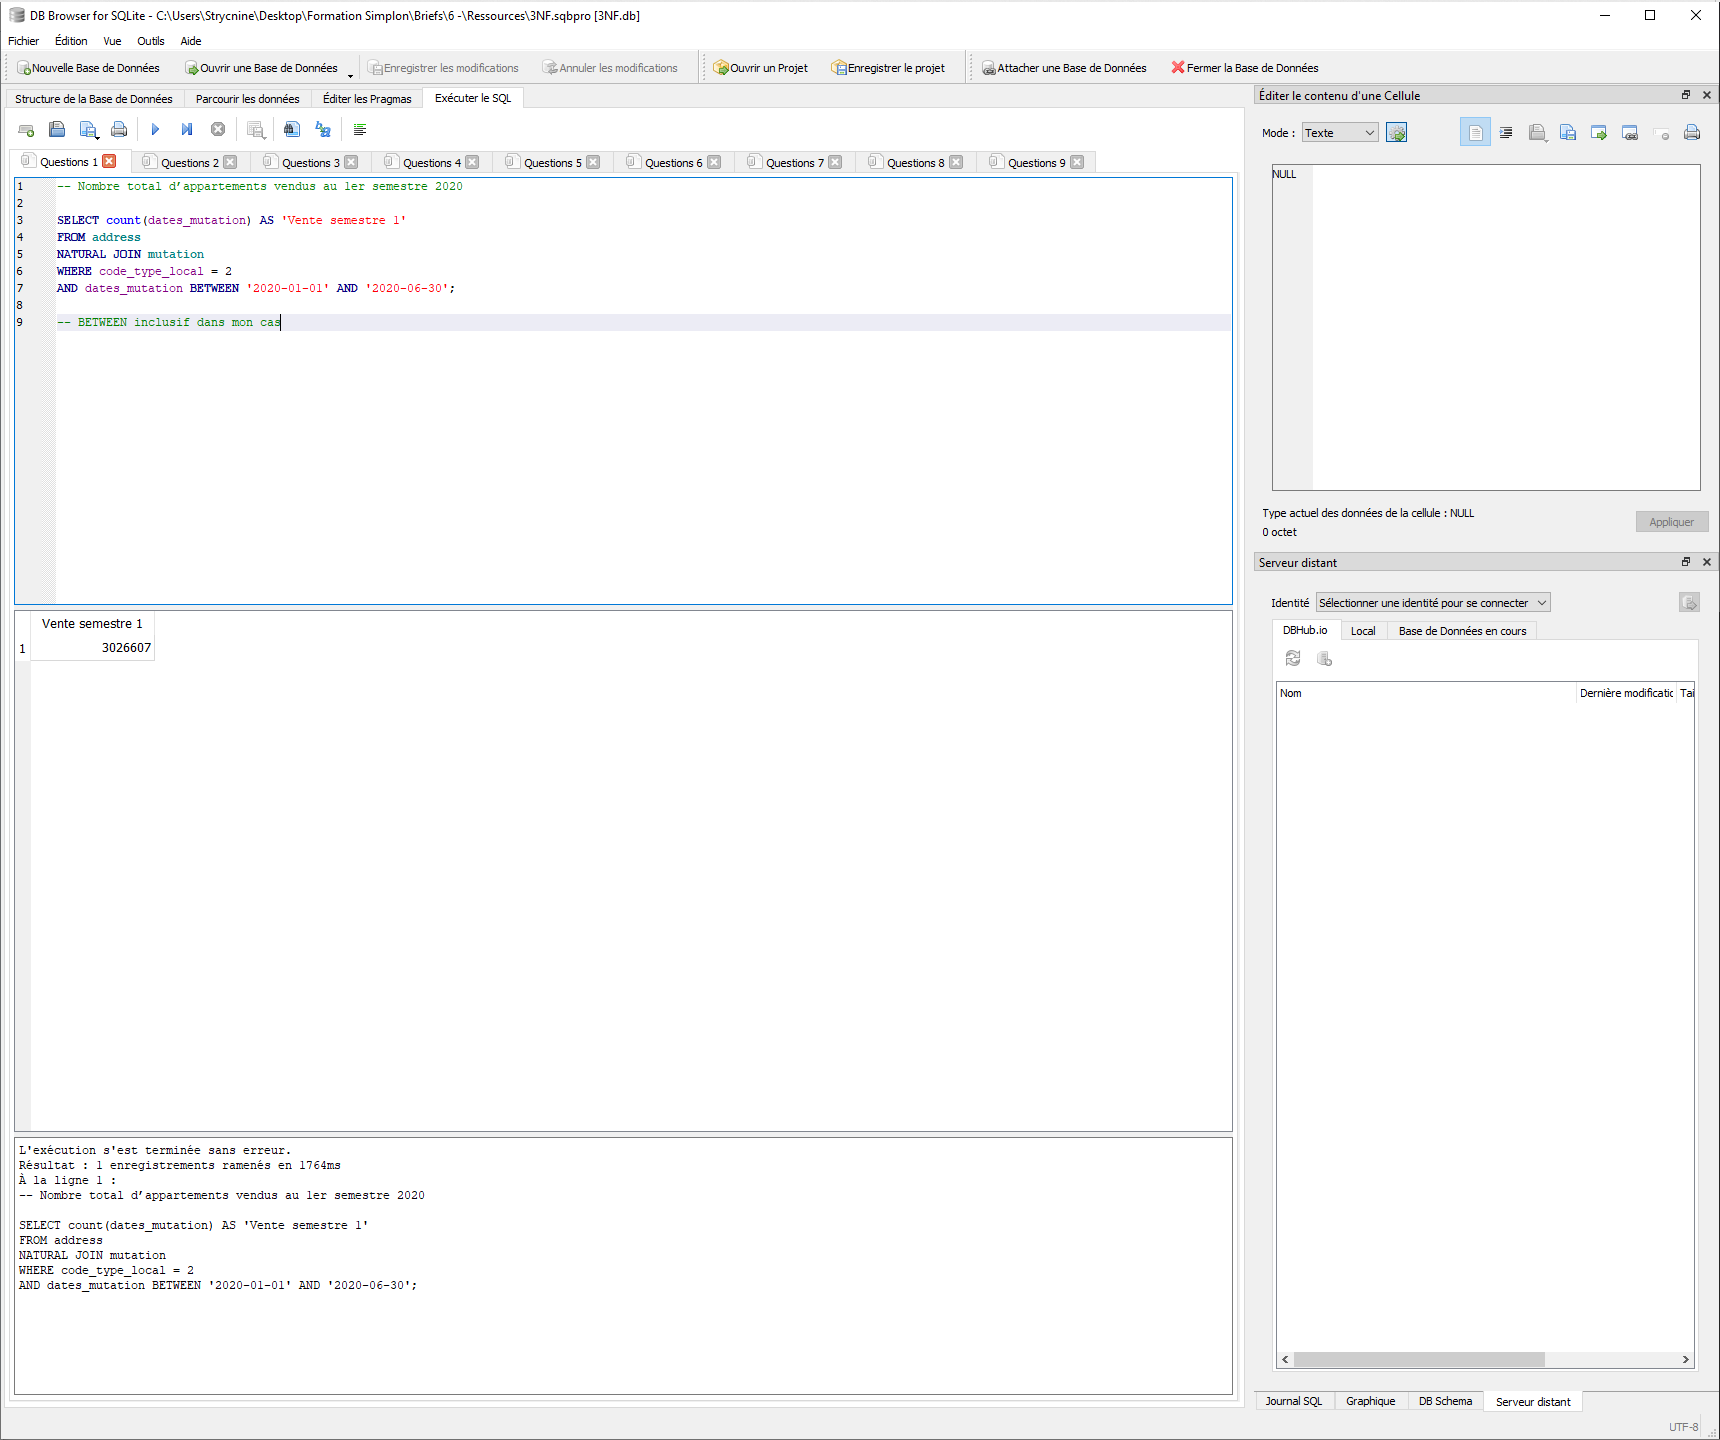 DB Browser for SQLite - C:\Users\Strycnine\Desktop\Formation Simplon\Briefs\6 -\Ressources\3NF.sqbpro [3NF.db]
Fichier Édition Vue Outils Aide
Nouvelle Base de Données Ouvrir une Base de Données Enregistrer les modifications Annuler les modifications Ouvrir un Projet Enregistrer le projet Attacher une Base de Données Fermer la Base de Données
Structure de la Base de Données Parcourir les données Éditer les Pragmas Exécuter le SQL
Questions 1 Questions 2 Questions 3 Questions 4 Questions 5 Questions 6 Questions 7 Questions 8 Questions 9
1 -- Nombre total d’appartements vendus au 1er semestre 2020
2
3 SELECT count(dates_mutation) AS 'Vente semestre 1'
4 FROM address
5 NATURAL JOIN mutation
6 WHERE code_type_local = 2
7 AND dates_mutation BETWEEN '2020-01-01' AND '2020-06-30';
8
9 -- BETWEEN inclusif dans mon cas
Vente semestre 1
1 3026607
L'exécution s'est terminée sans erreur.
Résultat : 1 enregistrements ramenés en 1764ms
À la ligne 1 :
-- Nombre total d’appartements vendus au 1er semestre 2020
SELECT count(dates_mutation) AS 'Vente semestre 1'
FROM address
NATURAL JOIN mutation
WHERE code_type_local = 2
AND dates_mutation BETWEEN '2020-01-01' AND '2020-06-30';
Éditer le contenu d'une Cellule
Mode : Texte
NULL
Type actuel des données de la cellule : NULL
0 octet
Appliquer
Serveur distant
Identité Sélectionner une identité pour se connecter
DBHub.io Local Base de Données en cours
Nom Dernière modificatic Tai
Journal SQL Graphique DB Schema Serveur distant
UTF-8